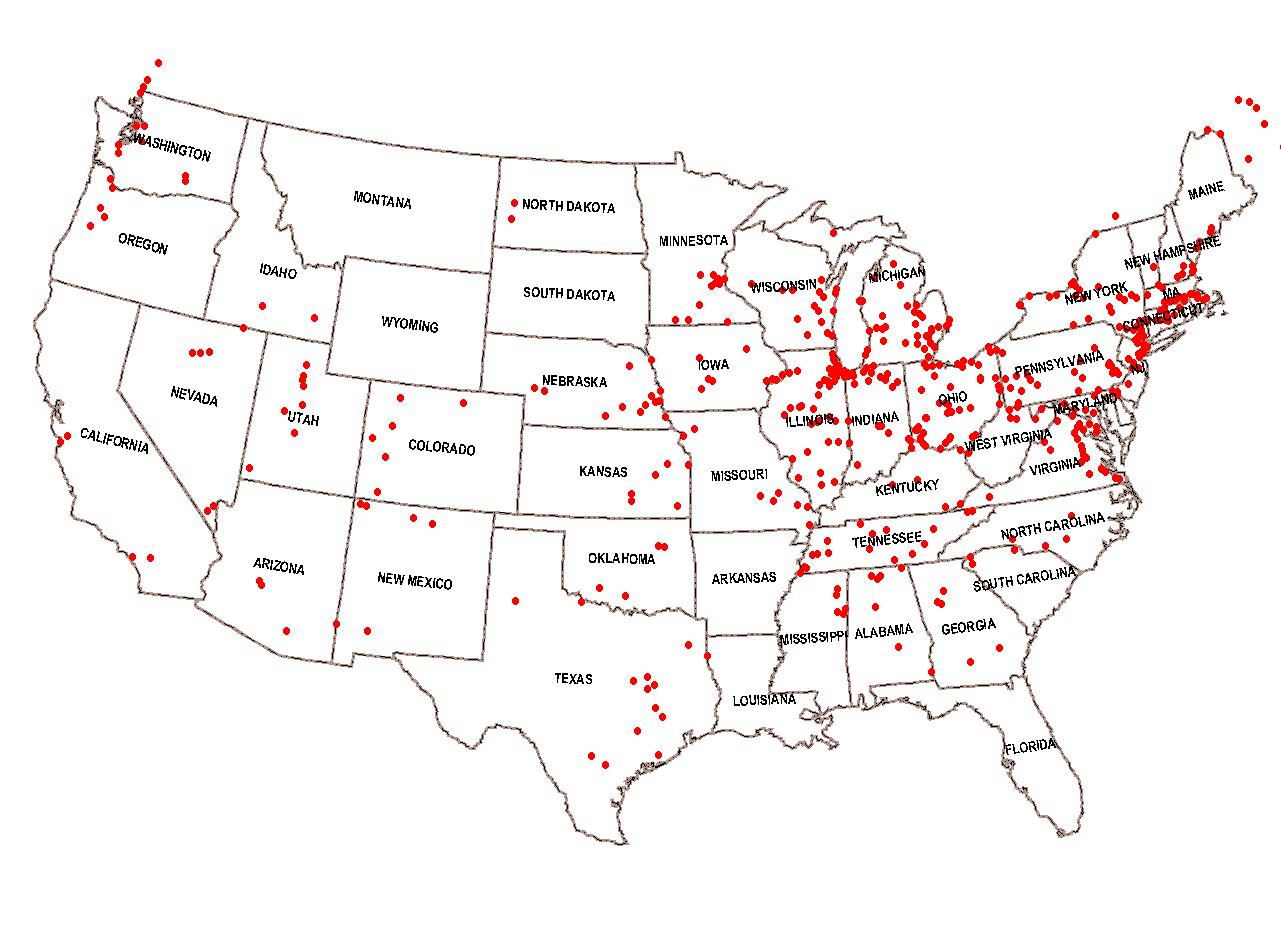 WASHINGTON
MONTANA
NORTH DAKOTA
MINNESOTA
MAINE
OREGON
IDAHO
SOUTH DAKOTA
WISCONSIN
MICHIGAN
NEW YORK
NEW HAMPSHIRE
MA
CONNECTICUT
WYOMING
NEBRASKA
IOWA
PENNSYLVANIA
NJ
NEVADA
UTAH
COLORADO
ILLINOIS
INDIANA
OHIO
MARYLAND
CALIFORNIA
KANSAS
MISSOURI
WEST VIRGINIA
VIRGINIA
KENTUCKY
ARIZONA
NEW MEXICO
OKLAHOMA
ARKANSAS
TENNESSEE
NORTH CAROLINA
SOUTH CAROLINA
TEXAS
LOUISIANA
MISSISSIPPI
ALABAMA
GEORGIA
FLORIDA